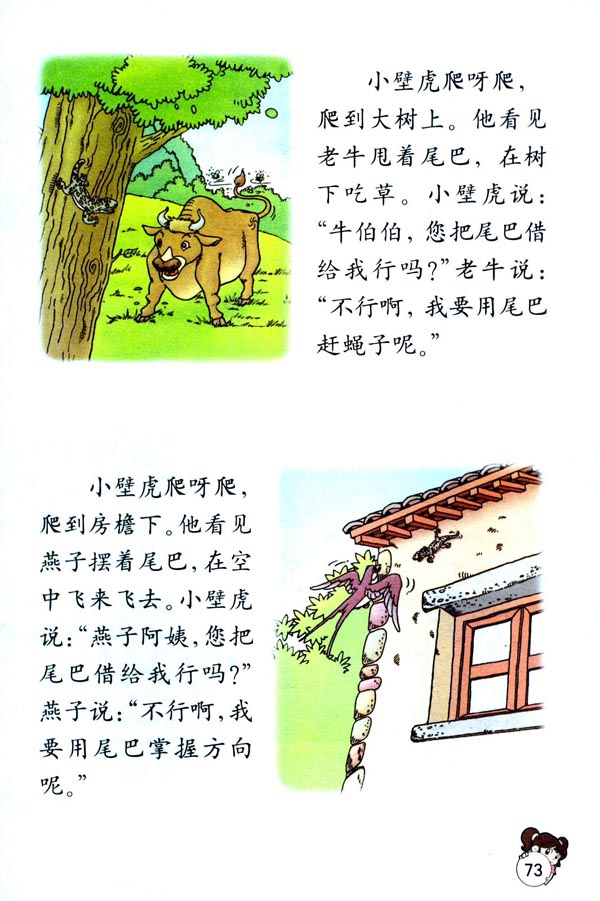 小壁虎爬呀爬，
爬到大树上。他看见
老牛甩着尾巴，在树
下吃草。小壁虎说：
“牛伯伯，您把尾巴借
给我行吗？”老牛说：
“不行啊，我要用尾巴
赶蝇子呢。”
小壁虎爬呀爬，
爬到房檐下。他看见
燕子摆着尾巴，在空
中飞来飞去。小壁虎
说：“燕子阿姨，您把
尾巴借给我行吗？”
燕子说：“不行啊，我
要用尾巴掌握方向
呢。”
73